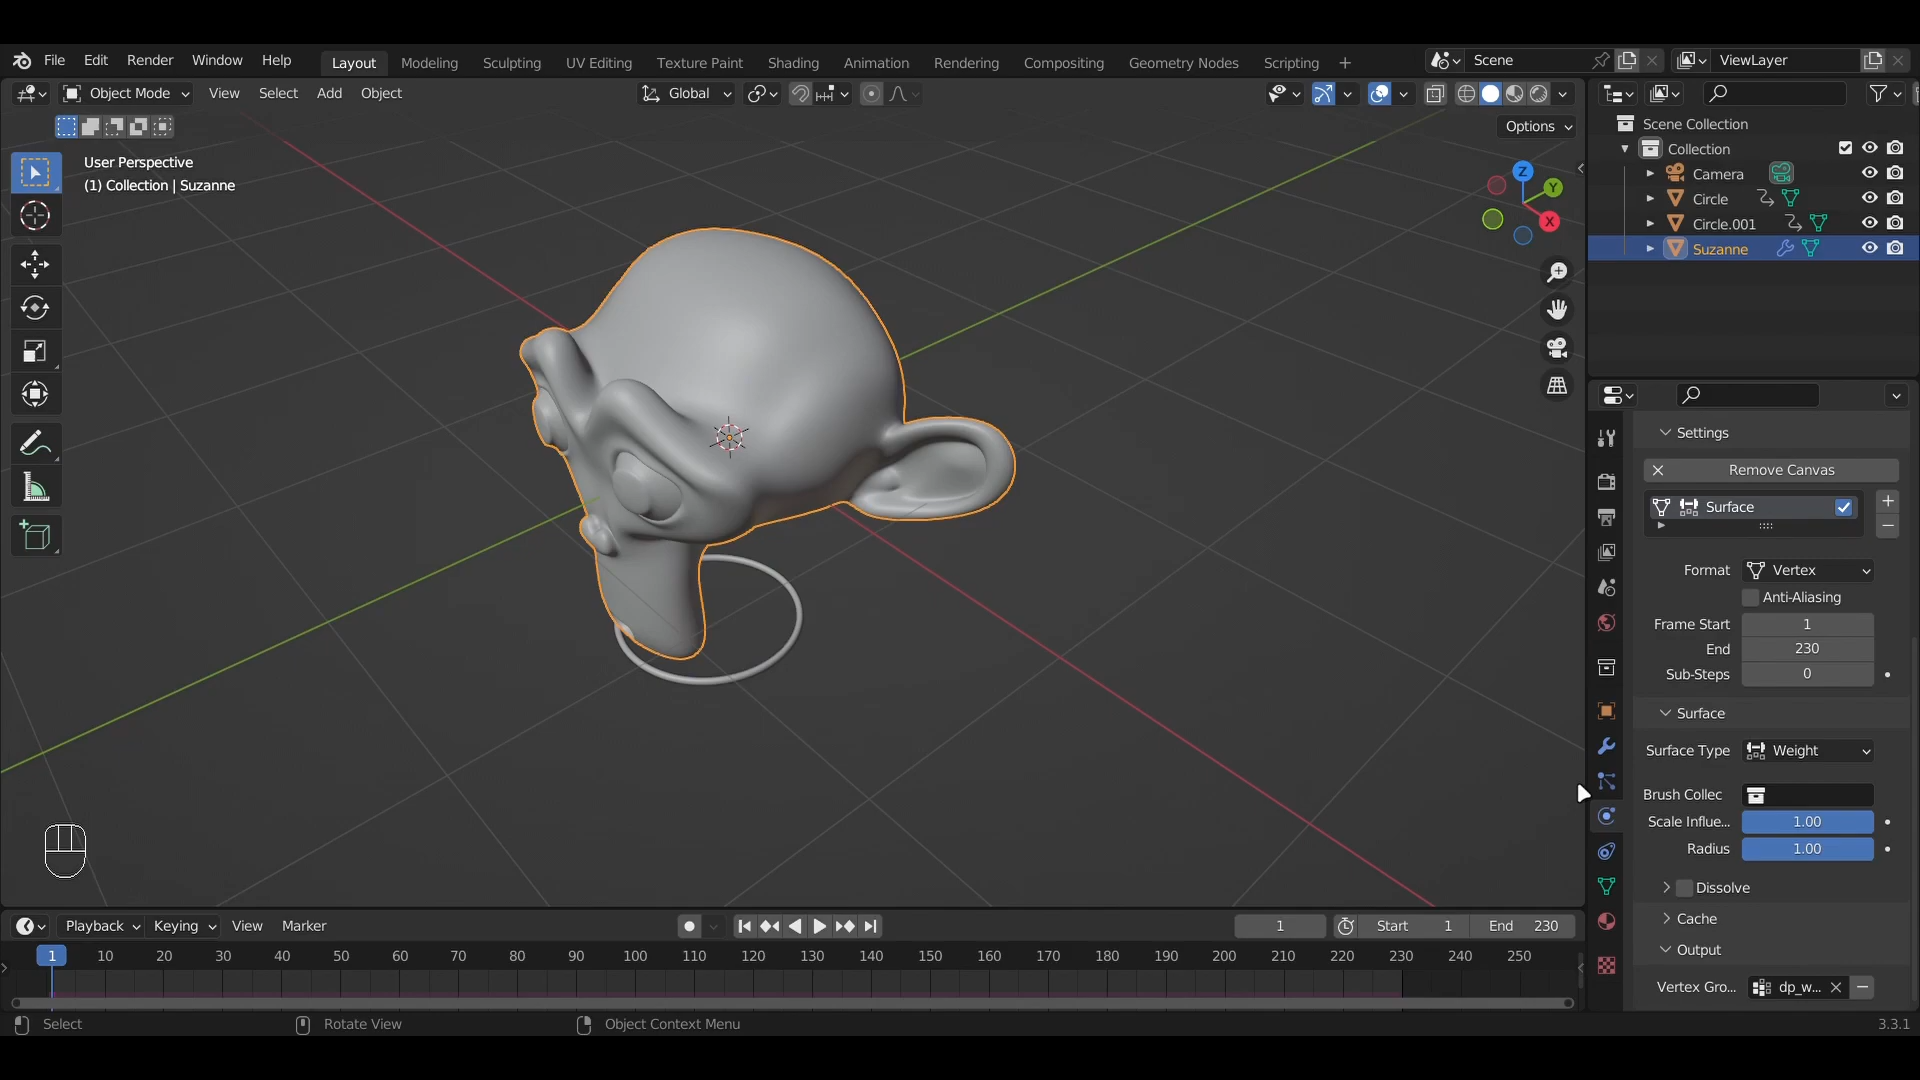 File Edit Render Window Help Layout Modeling Sculpting UV Editing Texture Paint Shading Animation Rendering Compositing Geometry Nodes Scripting + Scene ViewLayer
Object Mode View Select Add Object Global
Options
User Perspective
(1) Collection | Suzanne
Z
Y
X
Scene Collection
Collection
Camera
Circle
Circle.001
Suzanne
Settings
Remove Canvas
Surface
Format Vertex
Anti-Aliasing
Frame Start 1
End 230
Sub-Steps 0
Surface
Surface Type Weight
Brush Collec
Scale Influe... 1.00
Radius 1.00
Dissolve
Cache
Output
Vertex Gro... dp_w...
Playback Keying View Marker 1 Start 1 End 230
1 10 20 30 40 50 60 70 80 90 100 110 120 130 140 150 160 170 180 190 200 210 220 230 240 250
Select Rotate View Object Context Menu 3.3.1